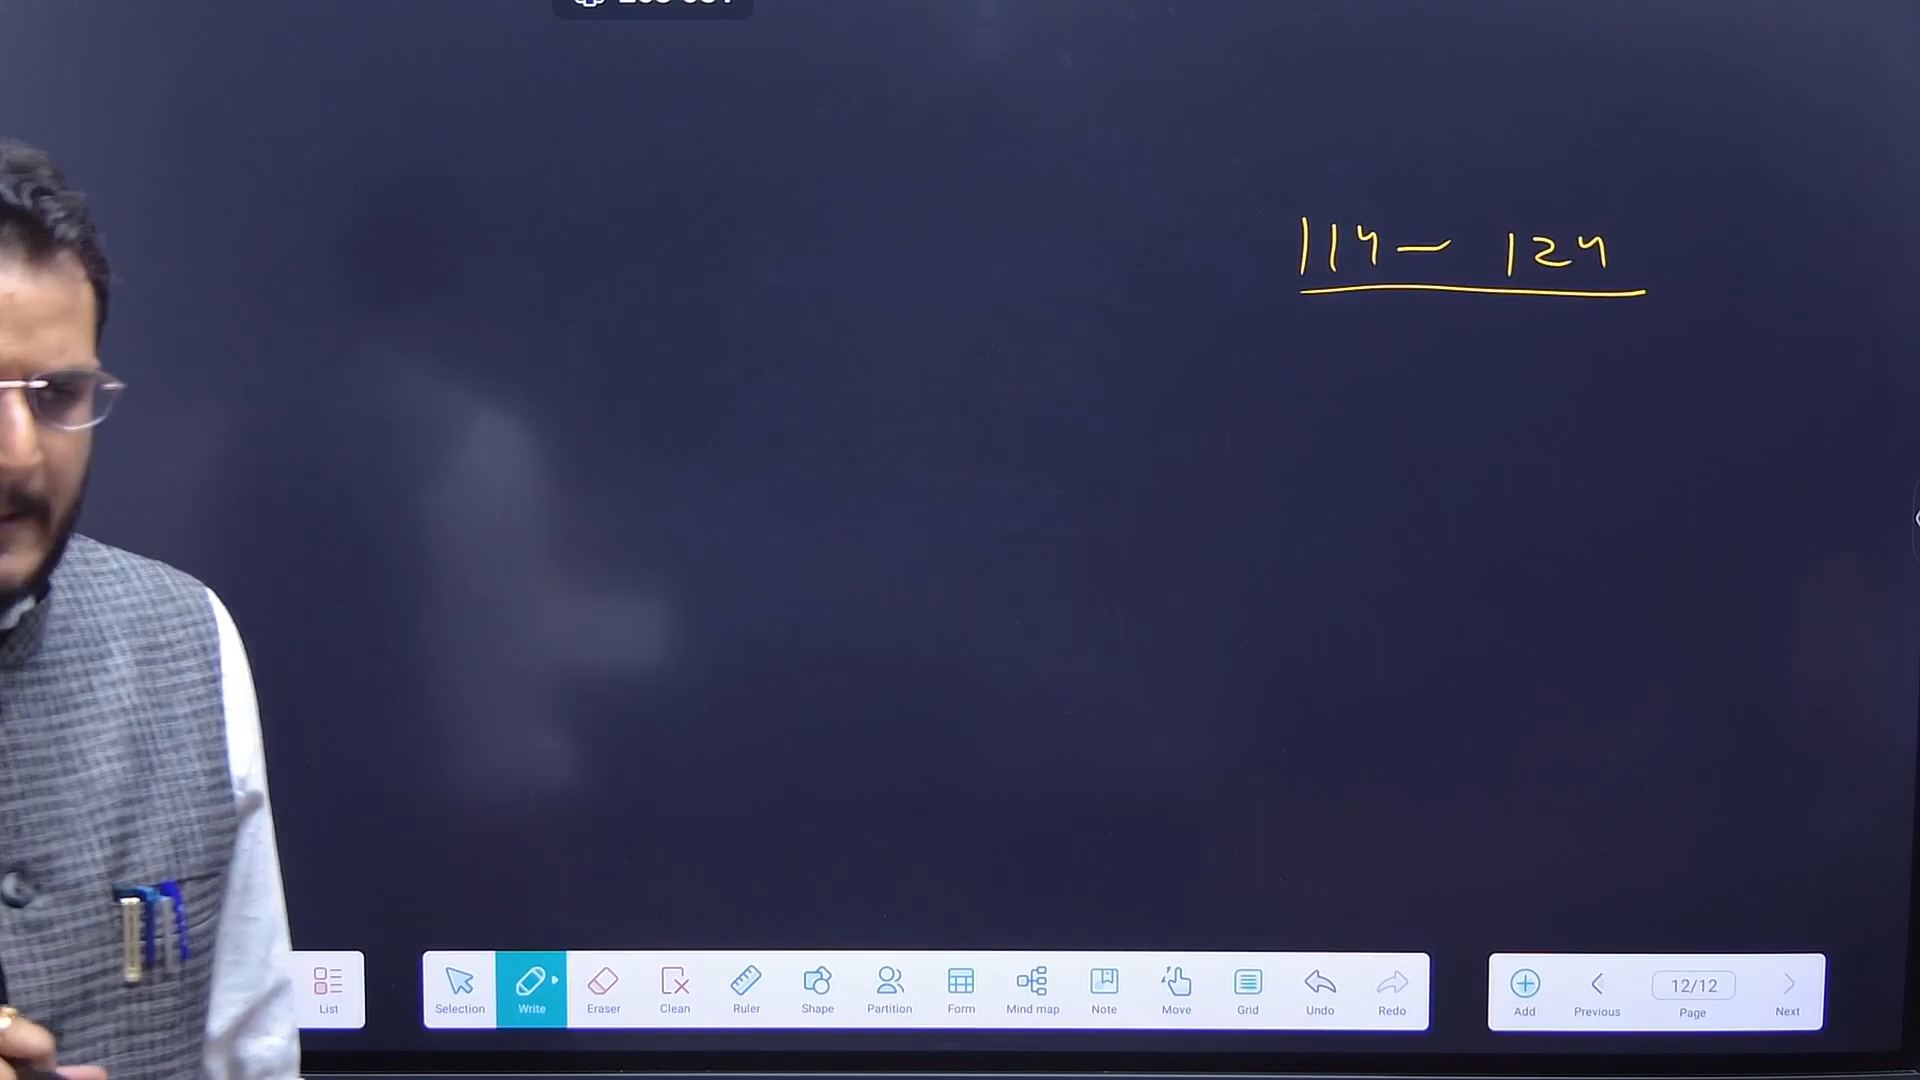 114 - 124
List
Selection Write Eraser Clean Ruler Shape Partition Form Mind map Note Move Grid Undo Redo
Add Previous 12/12 Page Next